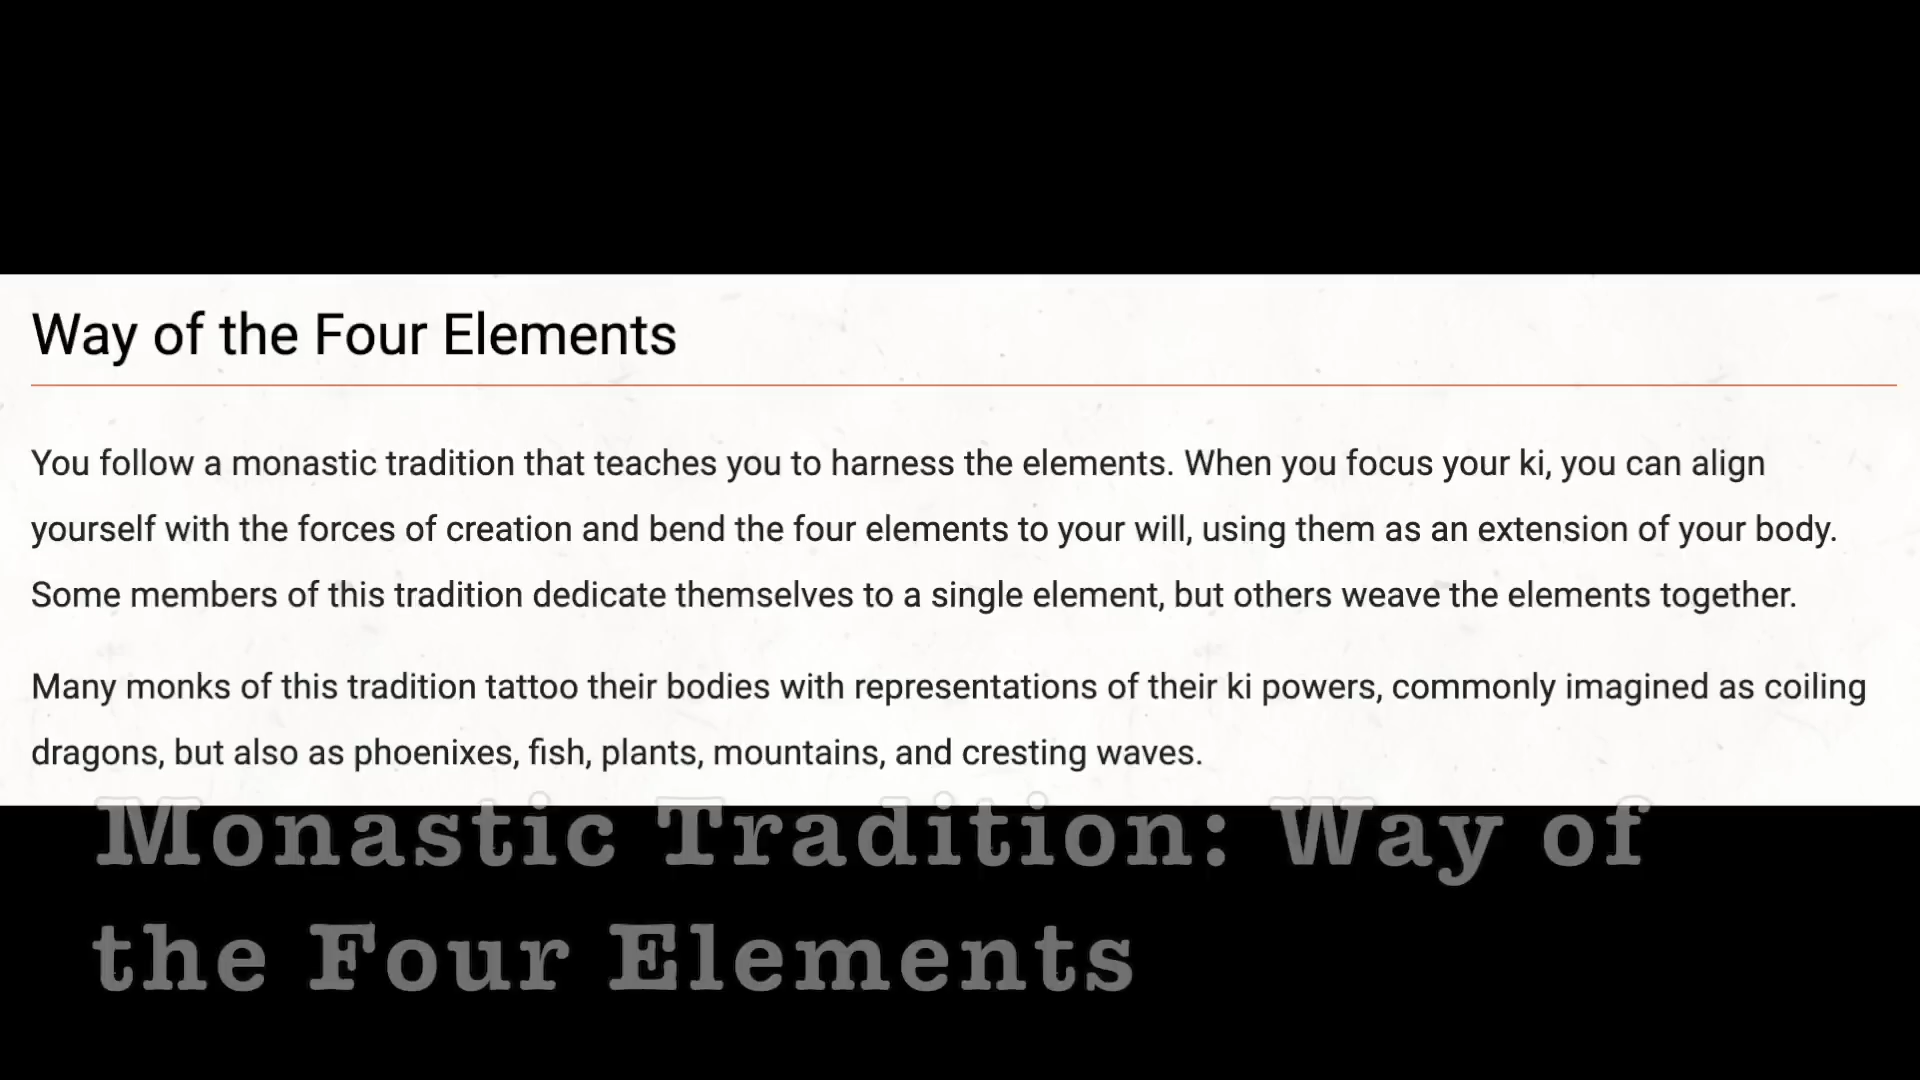 Way of the Four Elements
You follow a monastic tradition that teaches you to harness the elements. When you focus your ki, you can align
yourself with the forces of creation and bend the four elements to your will, using them as an extension of your body.
Some members of this tradition dedicate themselves to a single element, but others weave the elements together.
Many monks of this tradition tattoo their bodies with representations of their ki powers, commonly imagined as coiling
dragons, but also as phoenixes, fish, plants, mountains, and cresting waves.
Monastic Tradition: Way of
the Four Elements